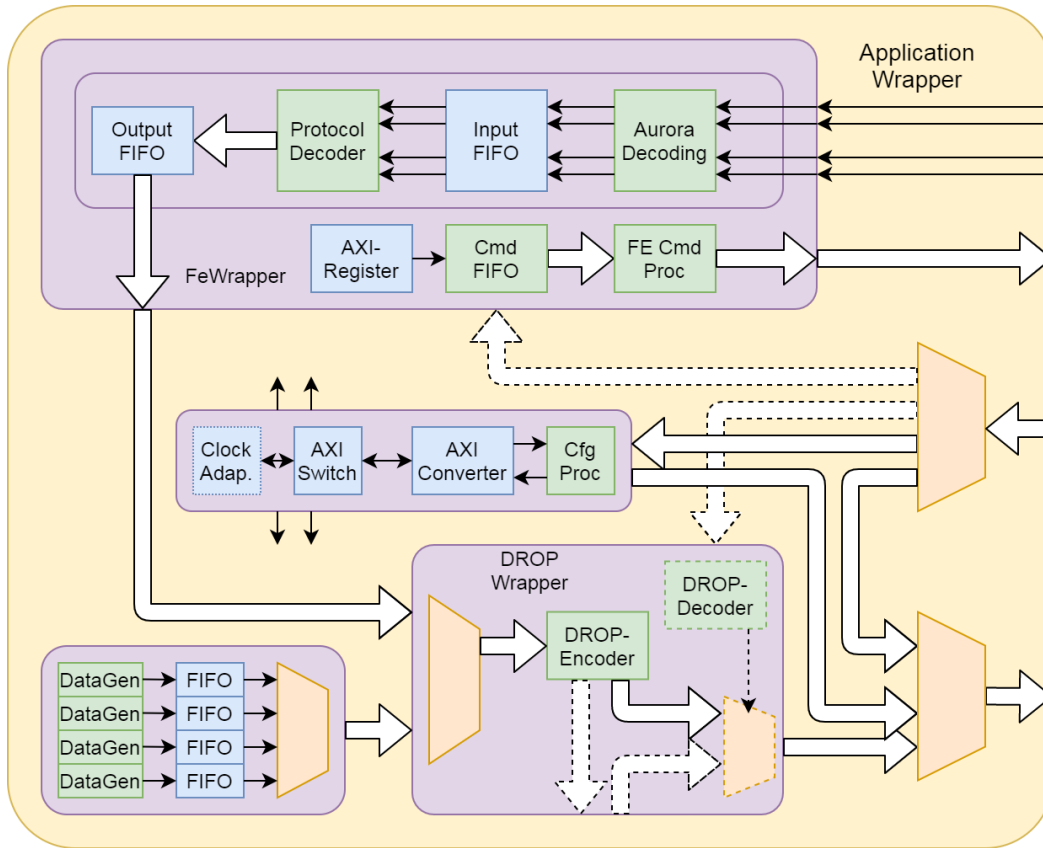 Application
Wrapper
Output
FIFO
Protocol
Decoder
Input
FIFO
Aurora
Decoding
FeWrapper
AXI-
Register
Cmd
FIFO
FE Cmd
Proc
Clock
Adap.
AXI
Switch
AXI
Converter
Cfg
Proc
DROP
Wrapper
DROP-
Decoder
DROP-
Encoder
DataGen
FIFO
DataGen
FIFO
DataGen
FIFO
DataGen
FIFO